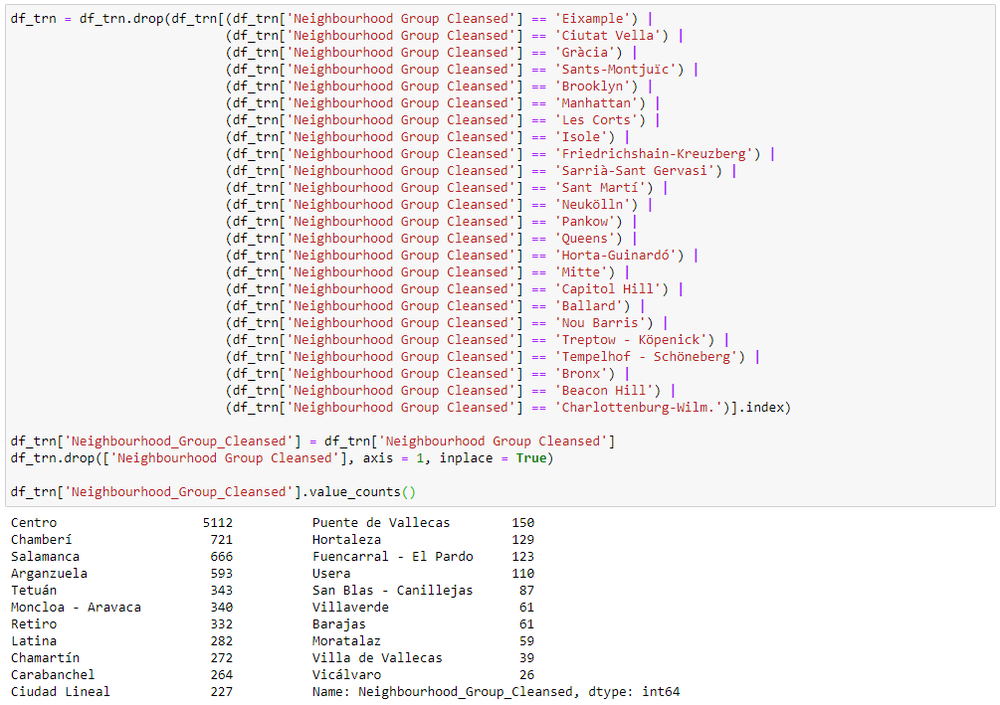 df_trn = df_trn.drop(df_trn[(df_trn['Neighbourhood Group Cleansed'] == 'Eixample') |
(df_trn['Neighbourhood Group Cleansed'] == 'Ciutat Vella') |
(df_trn['Neighbourhood Group Cleansed'] == 'Gràcia') |
(df_trn['Neighbourhood Group Cleansed'] == 'Sants-Montjuïc') |
(df_trn['Neighbourhood Group Cleansed'] == 'Brooklyn') |
(df_trn['Neighbourhood Group Cleansed'] == 'Manhattan') |
(df_trn['Neighbourhood Group Cleansed'] == 'Les Corts') |
(df_trn['Neighbourhood Group Cleansed'] == 'Isole') |
(df_trn['Neighbourhood Group Cleansed'] == 'Friedrichshain-Kreuzberg') |
(df_trn['Neighbourhood Group Cleansed'] == 'Sarrià-Sant Gervasi') |
(df_trn['Neighbourhood Group Cleansed'] == 'Sant Martí') |
(df_trn['Neighbourhood Group Cleansed'] == 'Neukölln') |
(df_trn['Neighbourhood Group Cleansed'] == 'Pankow') |
(df_trn['Neighbourhood Group Cleansed'] == 'Queens') |
(df_trn['Neighbourhood Group Cleansed'] == 'Horta-Guinardó') |
(df_trn['Neighbourhood Group Cleansed'] == 'Mitte') |
(df_trn['Neighbourhood Group Cleansed'] == 'Capitol Hill') |
(df_trn['Neighbourhood Group Cleansed'] == 'Ballard') |
(df_trn['Neighbourhood Group Cleansed'] == 'Nou Barris') |
(df_trn['Neighbourhood Group Cleansed'] == 'Treptow - Köpenick') |
(df_trn['Neighbourhood Group Cleansed'] == 'Tempelhof - Schöneberg') |
(df_trn['Neighbourhood Group Cleansed'] == 'Bronx') |
(df_trn['Neighbourhood Group Cleansed'] == 'Beacon Hill') |
(df_trn['Neighbourhood Group Cleansed'] == 'Charlottenburg-Wilm.')].index)
df_trn['Neighbourhood_Group_Cleansed'] = df_trn['Neighbourhood Group Cleansed']
df_trn.drop(['Neighbourhood Group Cleansed'], axis = 1, inplace = True)
df_trn['Neighbourhood_Group_Cleansed'].value_counts()
Centro 5112
Chamberí 721
Salamanca 666
Arganzuela 593
Tetuán 343
Moncloa - Aravaca 340
Retiro 332
Latina 282
Chamartín 272
Carabanchel 264
Ciudad Lineal 227
Puente de Vallecas 150
Hortaleza 129
Fuencarral - El Pardo 123
Usera 110
San Blas - Canillejas 87
Villaverde 61
Barajas 61
Moratalaz 59
Villa de Vallecas 39
Vicálvaro 26
Name: Neighbourhood_Group_Cleansed, dtype: int64